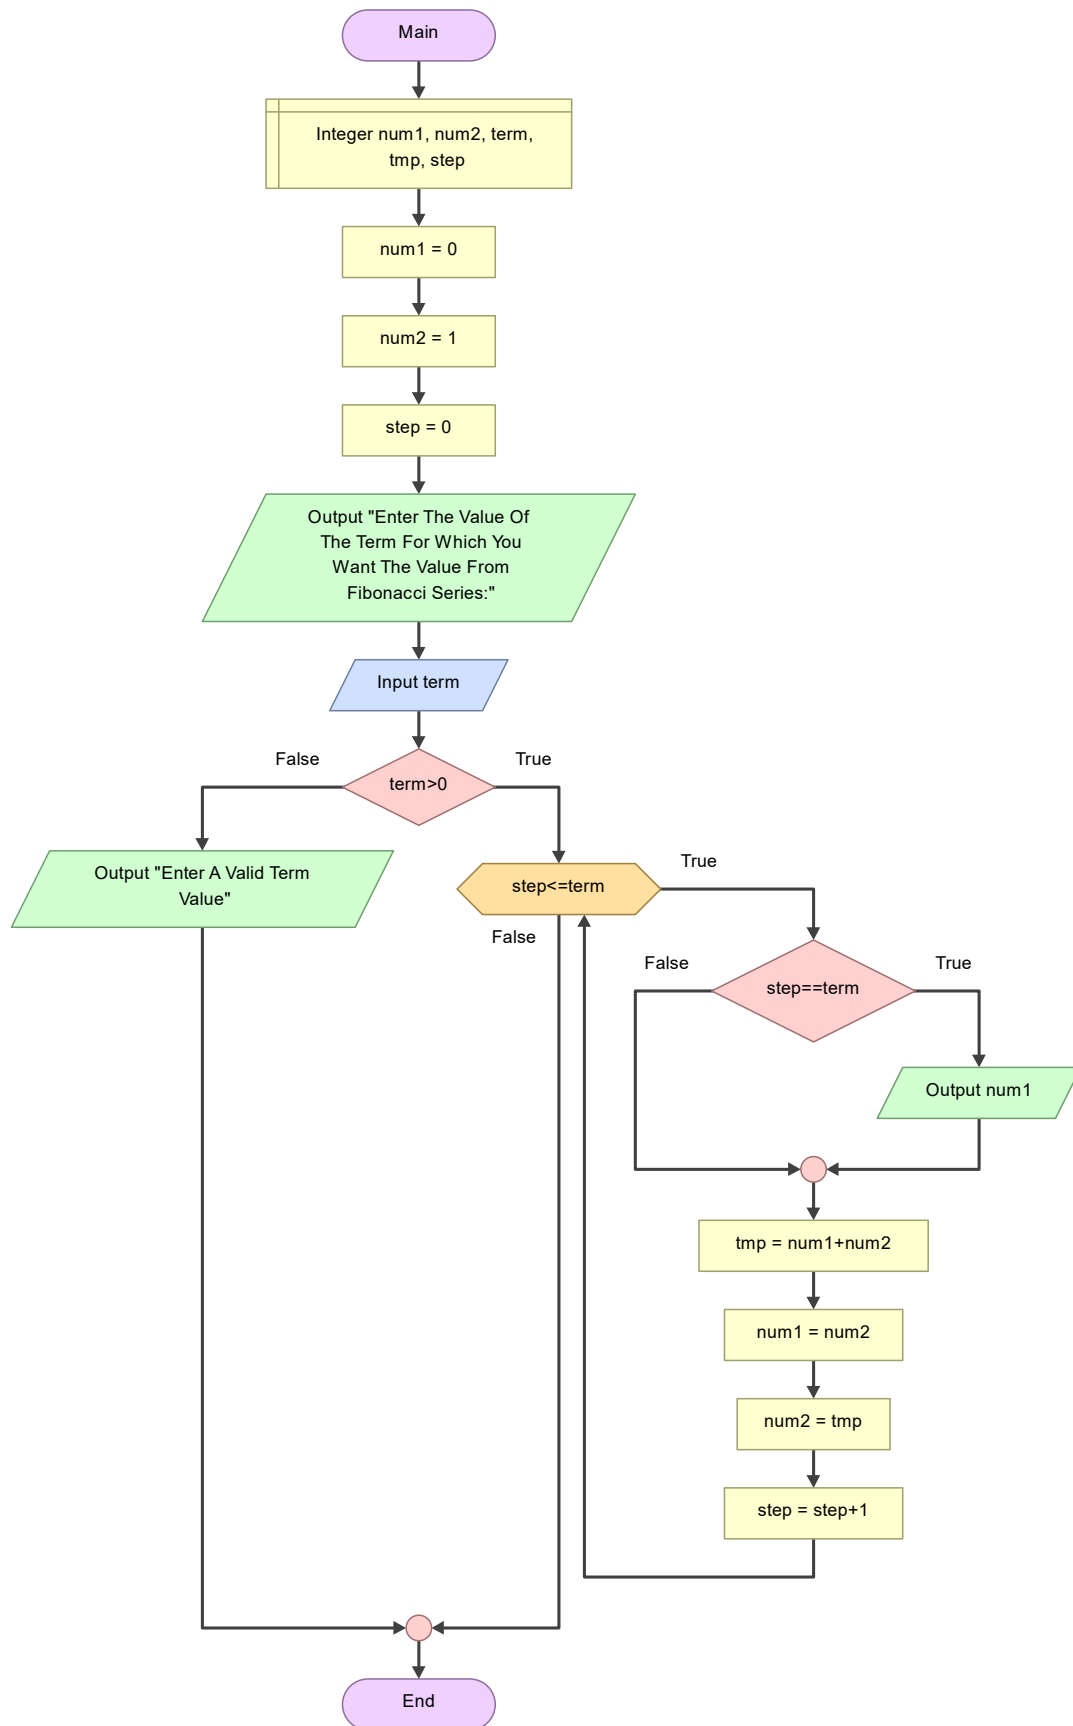 Main
Integer num1, num2, term,
tmp, step
num1 = 0
num2 = 1
step = 0
Output "Enter The Value Of
The Term For Which You
Want The Value From
Fibonacci Series:"
Input term
False
True
term>0
Output "Enter A Valid Term
Value"
True
step<=term
False
False
True
step==term
Output num1
tmp = num1+num2
num1 = num2
num2 = tmp
step = step+1
End